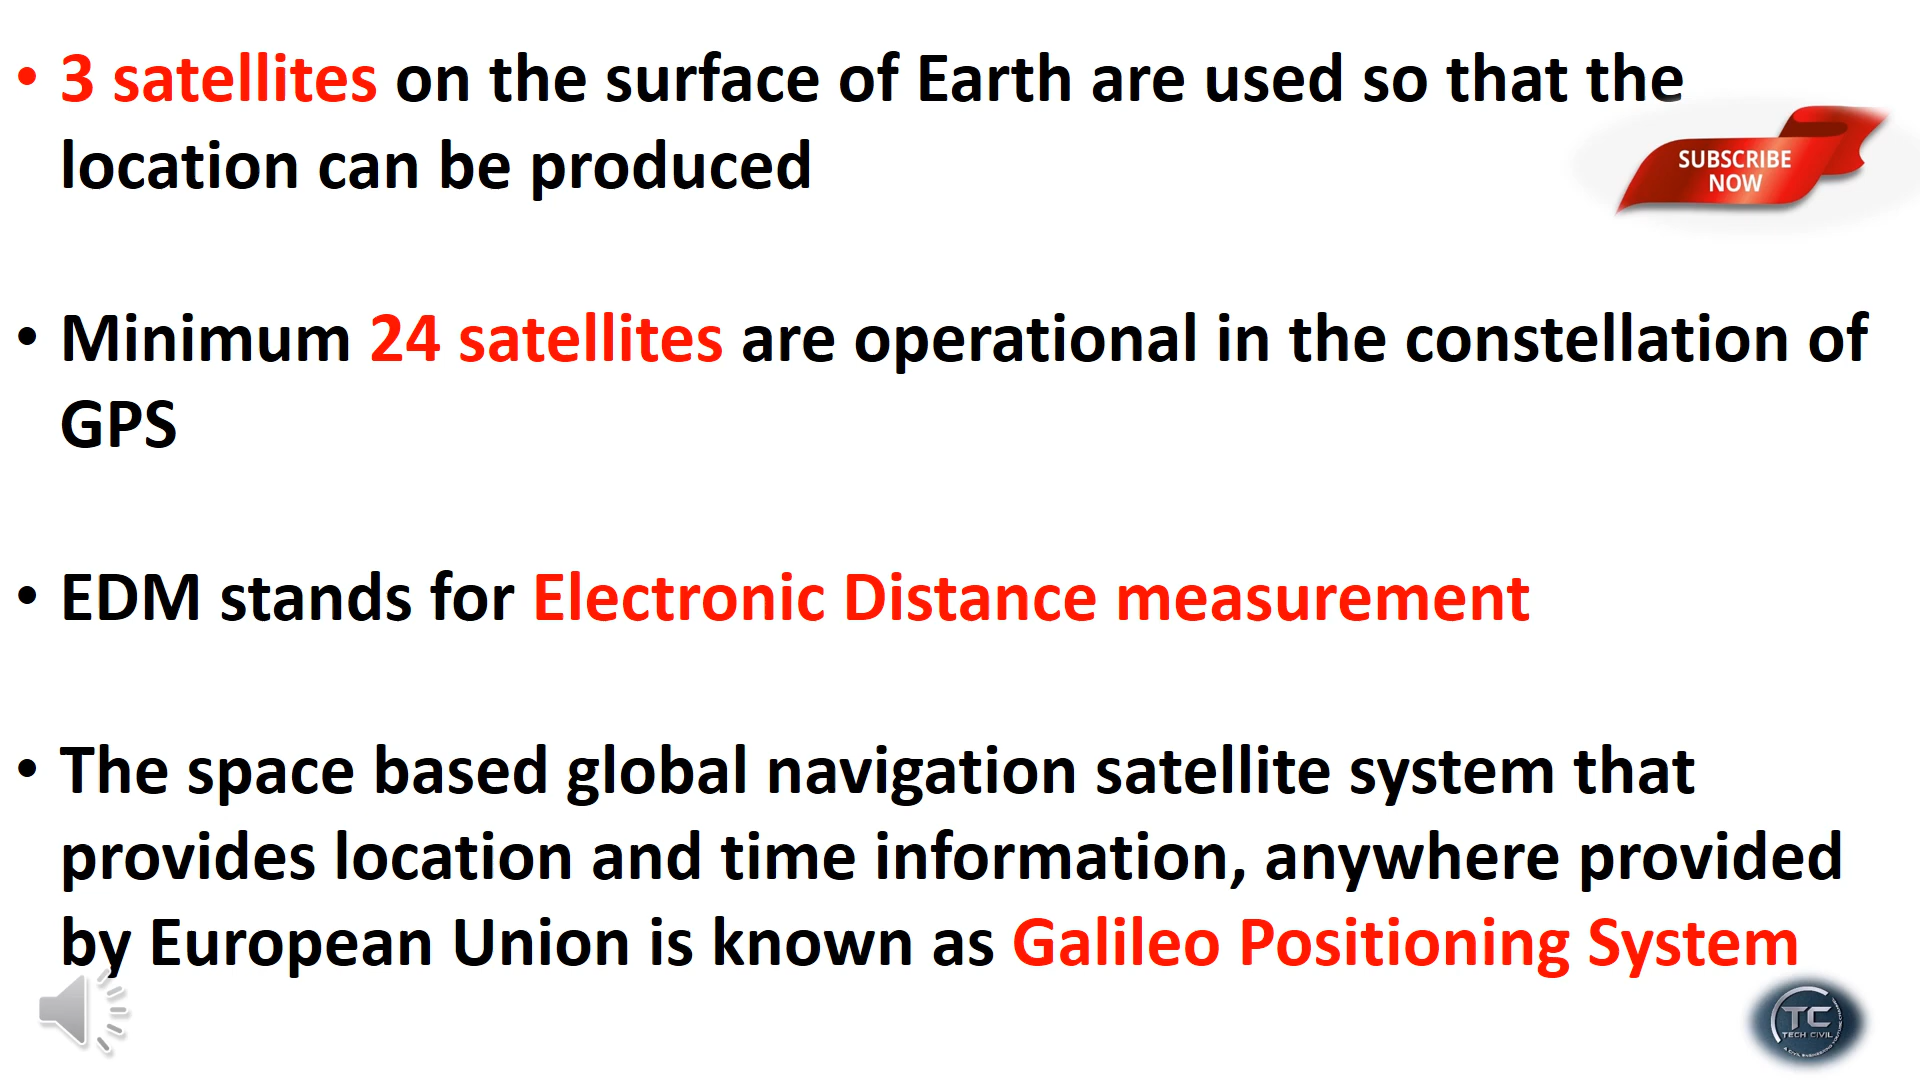 • 3 satellites on the surface of Earth are used so that the
location can be produced
SUBSCRIBE
NOW
• Minimum 24 satellites are operational in the constellation of
GPS
• EDM stands for Electronic Distance measurement
• The space based global navigation satellite system that
provides location and time information, anywhere provided
by European Union is known as Galileo Positioning System
TC
TECH CIVIL